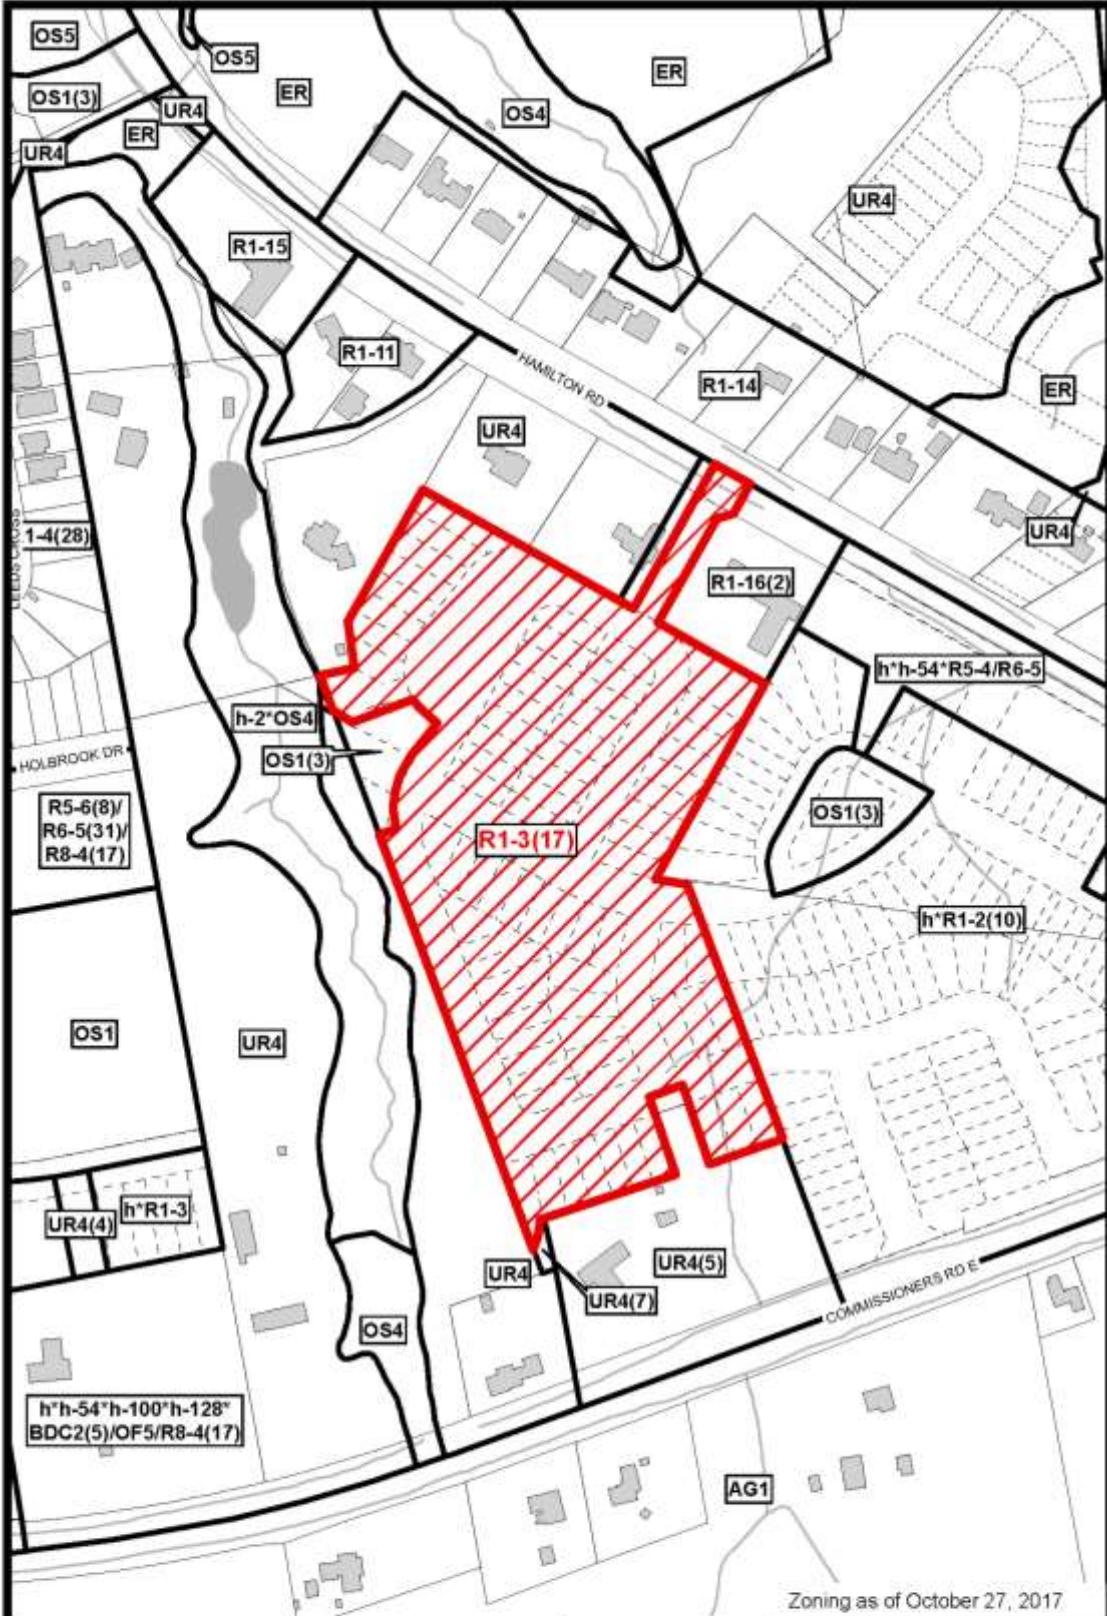 OS5
OS5
ER
ER
OS1(3)
UR4
OS4
ER
UR4
UR4
R1-15
R1-11
HAMILTON RD
R1-14
ER
UR4
1-4(28)
LEEDS CROSS
UR4
R1-16(2)
h*h-54*R5-4/R6-5
h-2*OS4
HOLBROOK DR
OS1(3)
R5-6(8)/
R6-5(31)/
R8-4(17)
R1-3(17)
OS1(3)
h*R1-2(10)
OS1
UR4
UR4(4)
h*R1-3
UR4
UR4(5)
UR4(7)
COMMISSIONERS RD E
OS4
h*h-54*h-100*h-128*
BDC2(5)/OF5/R8-4(17)
AG1
Zoning as of October 27, 2017